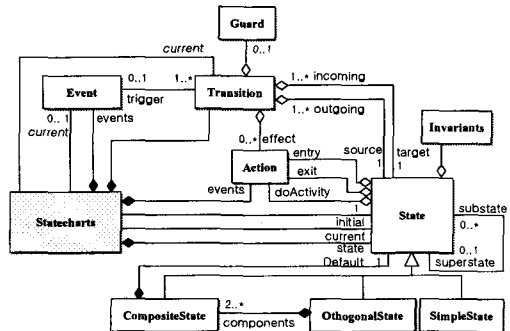 Guard
current
0..1
Event
0..1
1..*
trigger
Transition
1..* incoming
1..* outgoing
0.. 1
current
events
Invariants
0..*
effect
source
target
1
1
Action
entry
exit
doActivity
events
Statecharts
1
initial
current
state
State
substate
0..*
0..1
superstate
Default
1
CompositeState
2..*
components
OthogonalState
SimpleState